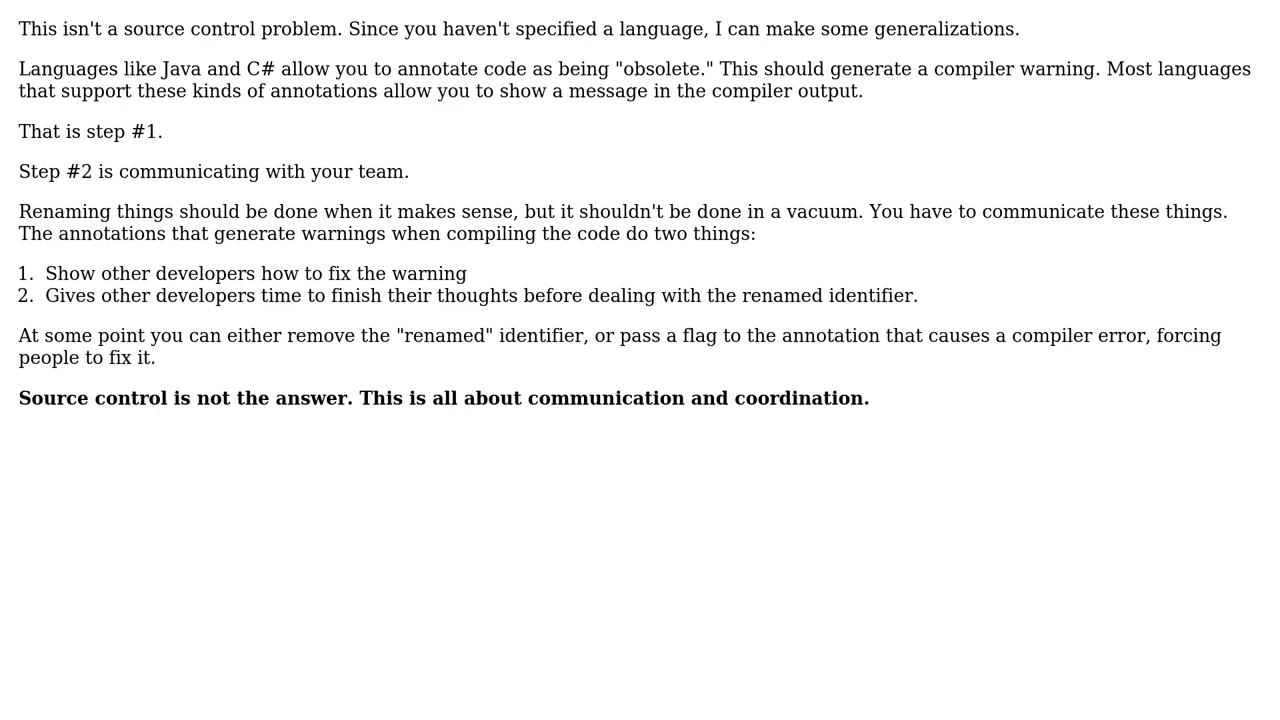 This isn't a source control problem. Since you haven't specified a language, I can make some generalizations.
Languages like Java and C# allow you to annotate code as being "obsolete." This should generate a compiler warning. Most languages
that support these kinds of annotations allow you to show a message in the compiler output.
That is step #1.
Step #2 is communicating with your team.
Renaming things should be done when it makes sense, but it shouldn't be done in a vacuum. You have to communicate these things.
The annotations that generate warnings when compiling the code do two things:
1. Show other developers how to fix the warning
2. Gives other developers time to finish their thoughts before dealing with the renamed identifier.
At some point you can either remove the "renamed" identifier, or pass a flag to the annotation that causes a compiler error, forcing
people to fix it.
Source control is not the answer. This is all about communication and coordination.